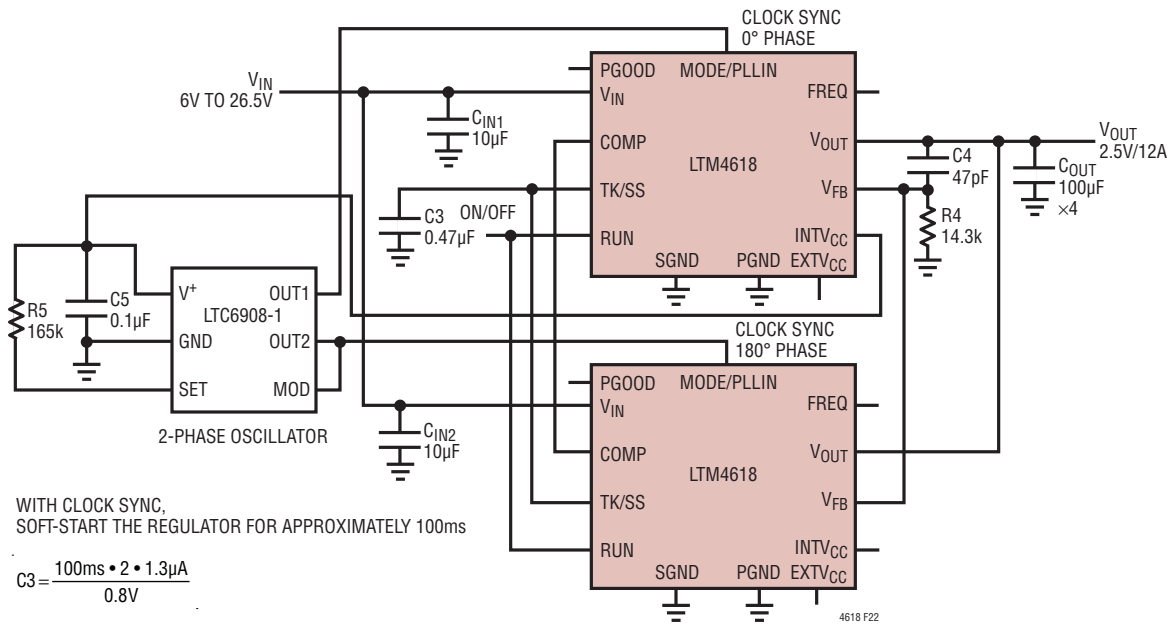 CLOCK SYNC
0° PHASE
VIN
6V TO 26.5V
CIN1
10µF
PGOOD
MODE/PLLIN
VIN
FREQ
COMP
VOUT
LTM4618
TK/SS
VFB
RUN
INTVCC
SGND
PGND
EXTVCC
C4
47pF
VOUT
2.5V/12A
COUT
100µF
×4
R4
14.3k
C3
0.47µF
ON/OFF
R5
165k
C5
0.1µF
V+
OUT1
LTC6908-1
GND
OUT2
SET
MOD
2-PHASE OSCILLATOR
CLOCK SYNC
180° PHASE
CIN2
10µF
PGOOD
MODE/PLLIN
VIN
FREQ
COMP
VOUT
LTM4618
TK/SS
VFB
RUN
INTVCC
SGND
PGND
EXTVCC
WITH CLOCK SYNC,
SOFT-START THE REGULATOR FOR APPROXIMATELY 100ms
C3 = 100ms • 2 • 1.3µA
0.8V
4618 F22